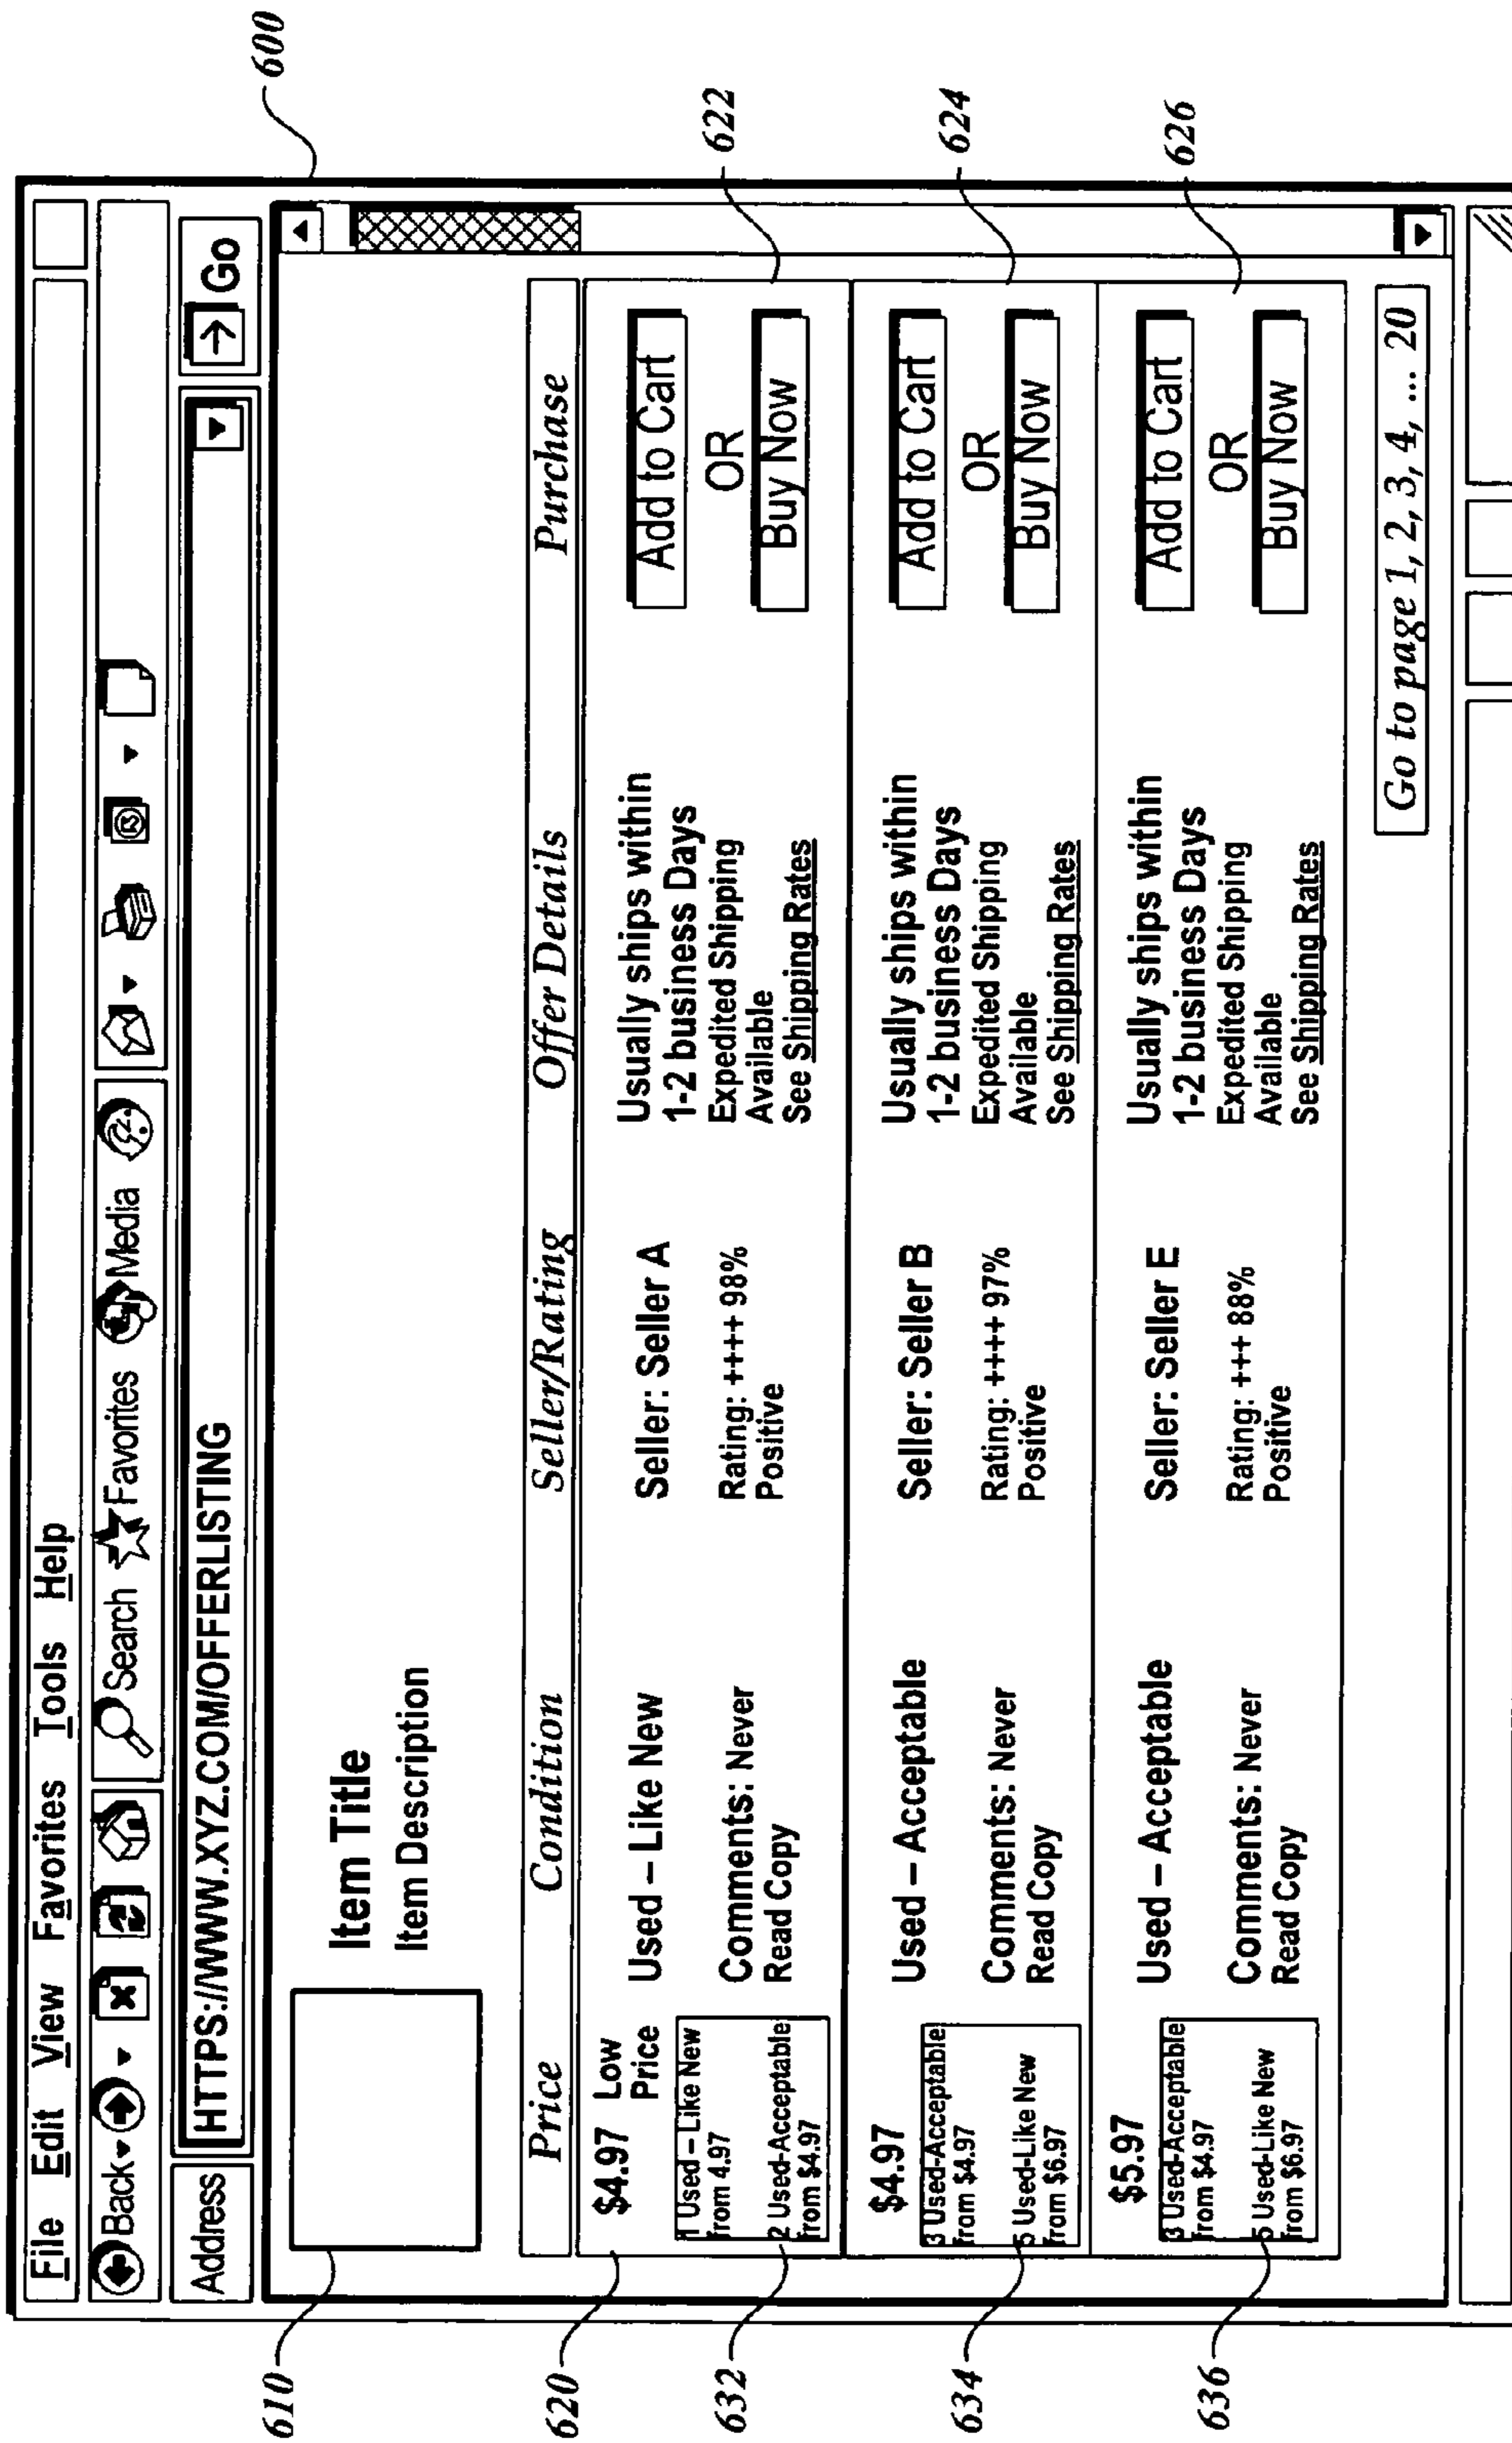 600
File Edit View Favorites Tools Help
Back Search Favorites Media
Address HTTPS://WWW.XYZ.COM/OFFERLISTING Go
610
Item Title
Item Description
Price Condition Seller/Rating Offer Details Purchase
620
622
$4.97 Low
Price
1 Used – Like New
from 4.97
2 Used-Acceptable
from $4.97
632
Used – Like New
Comments: Never
Read Copy
Seller: Seller A
Rating: ++++ 98%
Positive
Usually ships within
1-2 business Days
Expedited Shipping
Available
See Shipping Rates
Add to Cart
OR
Buy Now
624
$4.97
3 Used-Acceptable
from $4.97
5 Used-Like New
from $6.97
634
Used – Acceptable
Comments: Never
Read Copy
Seller: Seller B
Rating: ++++ 97%
Positive
Usually ships within
1-2 business Days
Expedited Shipping
Available
See Shipping Rates
Add to Cart
OR
Buy Now
626
$5.97
3 Used-Acceptable
from $4.97
5 Used-Like New
from $6.97
636
Used – Acceptable
Comments: Never
Read Copy
Seller: Seller E
Rating: +++ 88%
Positive
Usually ships within
1-2 business Days
Expedited Shipping
Available
See Shipping Rates
Add to Cart
OR
Buy Now
Go to page 1, 2, 3, 4, ... 20